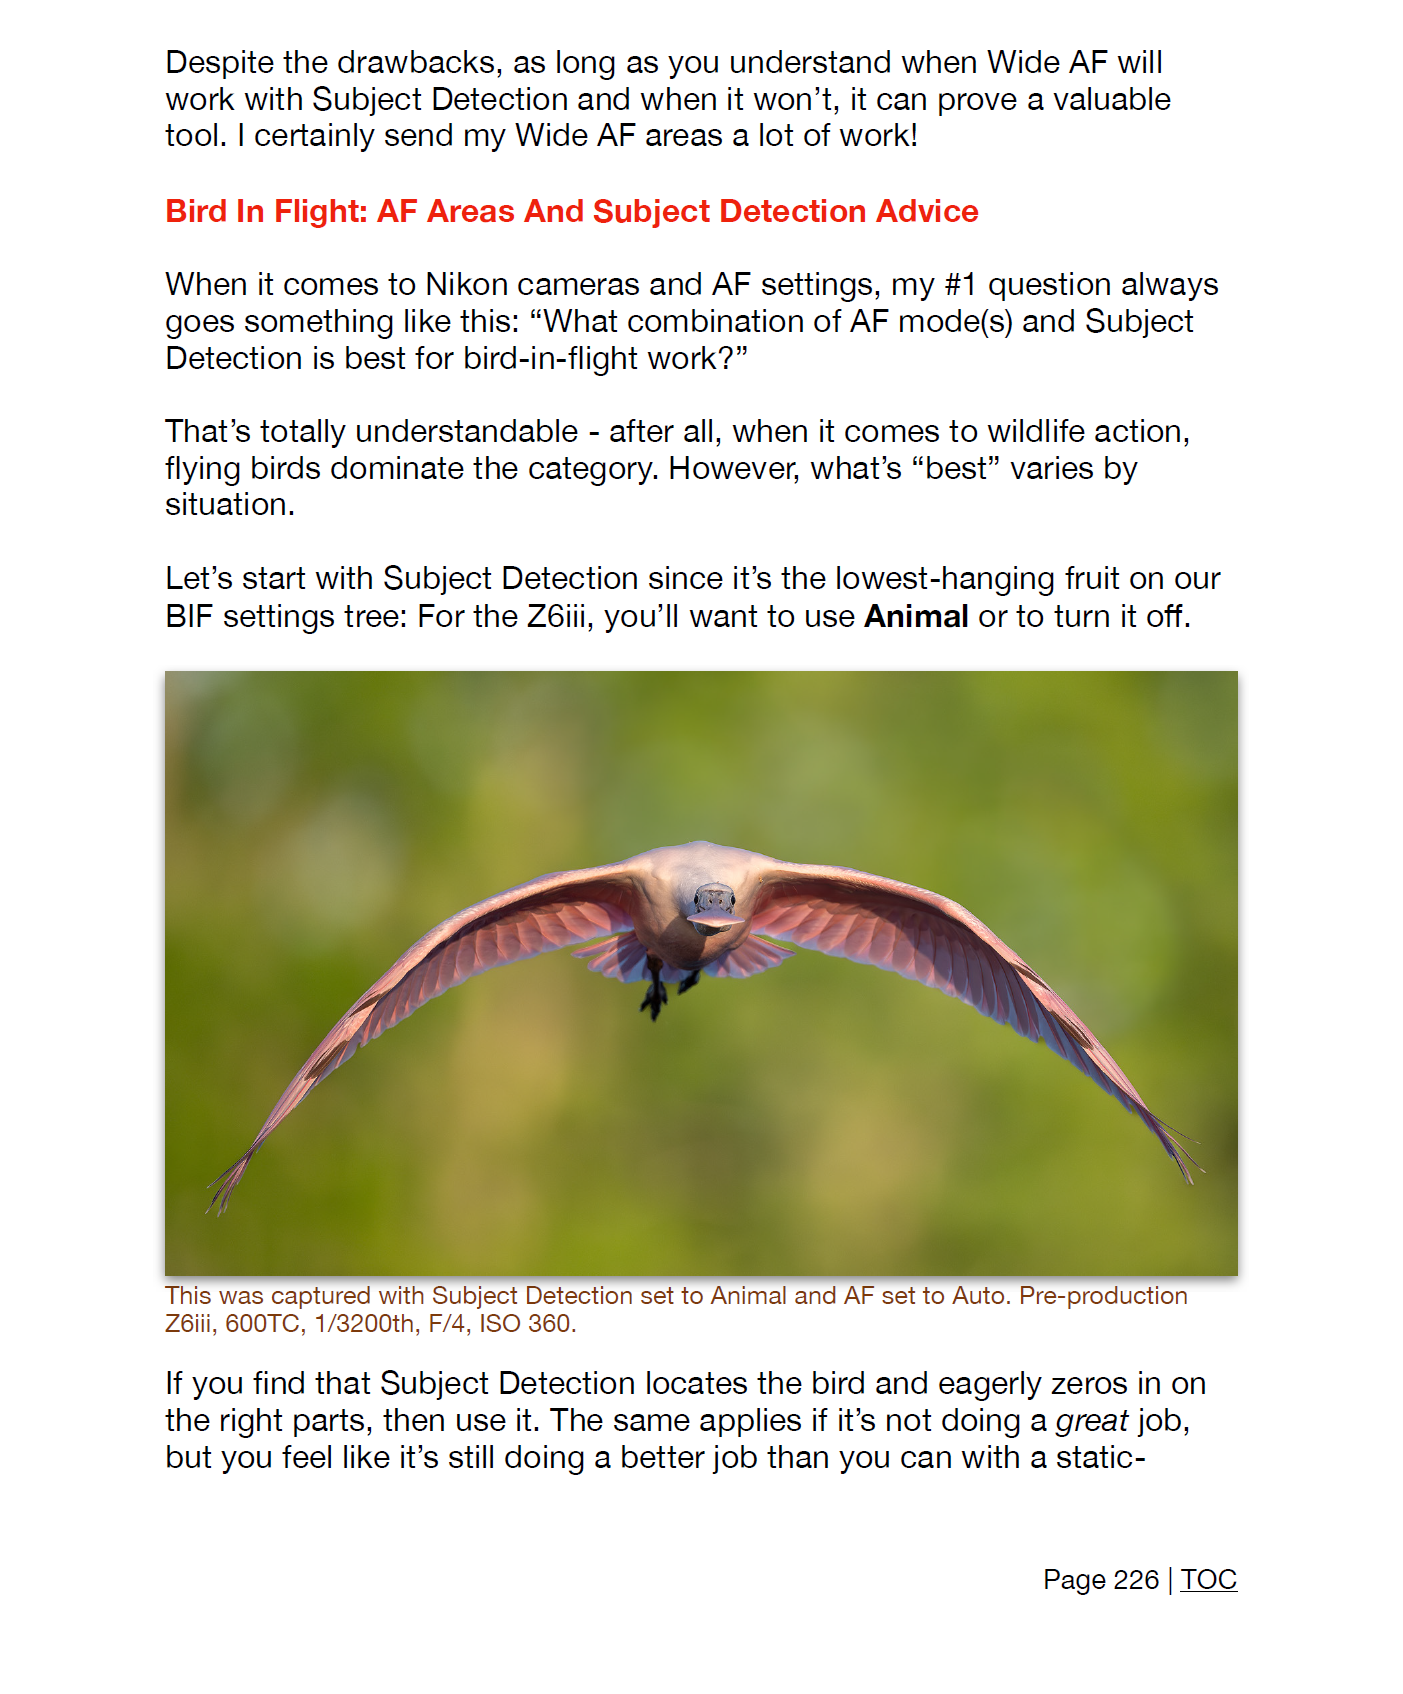 Despite the drawbacks, as long as you understand when Wide AF will
work with Subject Detection and when it won’t, it can prove a valuable
tool. I certainly send my Wide AF areas a lot of work!
Bird In Flight: AF Areas And Subject Detection Advice
When it comes to Nikon cameras and AF settings, my #1 question always
goes something like this: “What combination of AF mode(s) and Subject
Detection is best for bird-in-flight work?”
That’s totally understandable - after all, when it comes to wildlife action,
flying birds dominate the category. However, what’s “best” varies by
situation.
Let’s start with Subject Detection since it’s the lowest-hanging fruit on our
BIF settings tree: For the Z6iii, you’ll want to use Animal or to turn it off.
This was captured with Subject Detection set to Animal and AF set to Auto. Pre-production
Z6iii, 600TC, 1/3200th, F/4, ISO 360.
If you find that Subject Detection locates the bird and eagerly zeros in on
the right parts, then use it. The same applies if it’s not doing a great job,
but you feel like it’s still doing a better job than you can with a static-
Page 226 | TOC